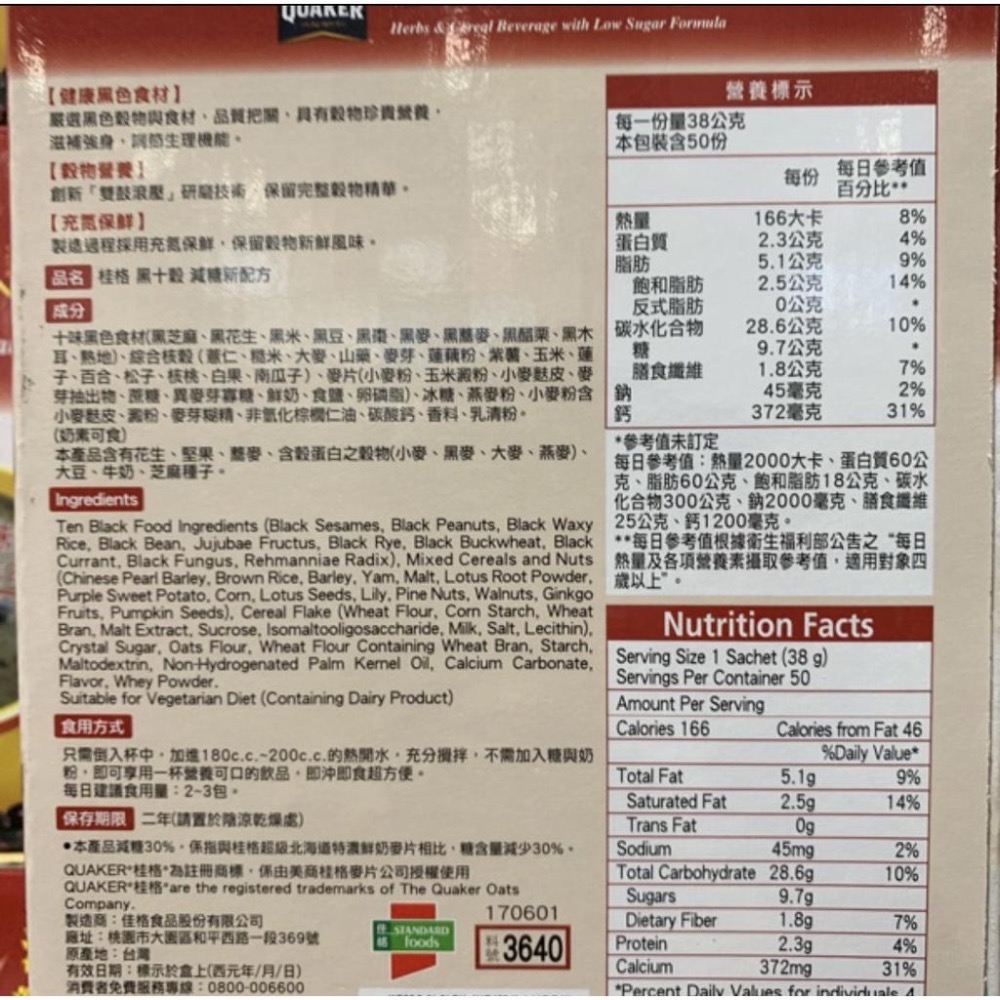 QUAKER
Herbs & Cereal Beverage with Low Sugar Formula
【健康黑色食材】
嚴選黑色穀物與食材、品質把關、具有穀物珍貴營養,
滋補強身、調節生理機能。
【穀物營養】
創新「雙鼓滾壓」研磨技術,保留完整穀物精華。
【充氮保鮮】
製造過程採用充氮保鮮,保留穀物新鮮風味。
品名 桂格 黑十穀 減糖新配方
成分
十味黑色食材(黑芝麻、黑花生、黑米、黑豆、黑棗、黑麥、黑蕎麥、黑醋栗、黑木
耳、熟地)、綜合核穀(薏仁、糙米、大麥、山藥、麥芽、蓮藕粉、紫薯、玉米、蓮
子、百合、松子、核桃、白果、南瓜子)、麥片(小麥粉、玉米澱粉、小麥麩皮、麥
芽抽出物、蔗糖、異麥芽寡糖、鮮奶、食鹽、卵磷脂)、冰糖、燕麥粉、小麥粉含
小麥麩皮、澱粉、麥芽糊精、非氫化棕櫚仁油、碳酸鈣、香料、乳清粉。
(奶素可食)
本產品含有花生、堅果、蕎麥、含穀蛋白之穀物(小麥、黑麥、大麥、燕麥)、
大豆、牛奶、芝麻種子。
Ingredients
Ten Black Food Ingredients (Black Sesames, Black Peanuts, Black Waxy
Rice, Black Bean, Jujubae Fructus, Black Rye, Black Buckwheat, Black
Currant, Black Fungus, Rehmanniae Radix), Mixed Cereals and Nuts
(Chinese Pearl Barley, Brown Rice, Barley, Yam, Malt, Lotus Root Powder,
Purple Sweet Potato, Corn, Lotus Seeds, Lily, Pine Nuts, Walnuts, Ginkgo
Fruits, Pumpkin Seeds), Cereal Flake (Wheat Flour, Corn Starch, Wheat
Bran, Malt Extract, Sucrose, Isomaltooligosaccharide, Milk, Salt, Lecithin),
Crystal Sugar, Oats Flour, Wheat Flour Containing Wheat Bran, Starch,
Maltodextrin, Non-Hydrogenated Palm Kernel Oil, Calcium Carbonate,
Flavor, Whey Powder.
Suitable for Vegetarian Diet (Containing Dairy Product)
食用方式
只需倒入杯中,加進180c.c.~200c.c.的熱開水,充分攪拌,不需加入糖與奶
粉,即可享用一杯營養可口的飲品,即沖即食超方便。
每日建議食用量:2~3包。
保存期限 二年(請置於陰涼乾燥處)
●本產品減糖30%,係指與桂格超級北海道特濃鮮奶麥片相比,糖含量減少30%。
QUAKER®桂格®為註冊商標,係由美商桂格麥片公司授權使用
QUAKER®桂格®are the registered trademarks of The Quaker Oats
Company.
製造商:佳格食品股份有限公司
廠址:桃園市大園區和平西路一段369號
原產地:台灣
有效日期:標示於盒上(西元年/月/日)
消費者免費服務專線:0800-006600
佳格 STANDARD foods
170601
料號 3640
營養標示
每一份量38公克
本包裝含50份
每份 每日參考值百分比**
熱量 166大卡 8%
蛋白質 2.3公克 4%
脂肪 5.1公克 9%
飽和脂肪 2.5公克 14%
反式脂肪 0公克 *
碳水化合物 28.6公克 10%
糖 9.7公克 *
膳食纖維 1.8公克 7%
鈉 45毫克 2%
鈣 372毫克 31%
*參考值未訂定
每日參考值:熱量2000大卡、蛋白質60公
克、脂肪60公克、飽和脂肪18公克、碳水
化合物300公克、鈉2000毫克、膳食纖維
25公克、鈣1200毫克。
**每日參考值根據衛生福利部公告之“每日
熱量及各項營養素攝取參考值,適用對象四
歲以上”。
Nutrition Facts
Serving Size 1 Sachet (38 g)
Servings Per Container 50
Amount Per Serving
Calories 166 Calories from Fat 46
%Daily Value*
Total Fat 5.1g 9%
Saturated Fat 2.5g 14%
Trans Fat 0g
Sodium 45mg 2%
Total Carbohydrate 28.6g 10%
Sugars 9.7g
Dietary Fiber 1.8g 7%
Protein 2.3g 4%
Calcium 372mg 31%
*Percent Daily Values for individuals 4